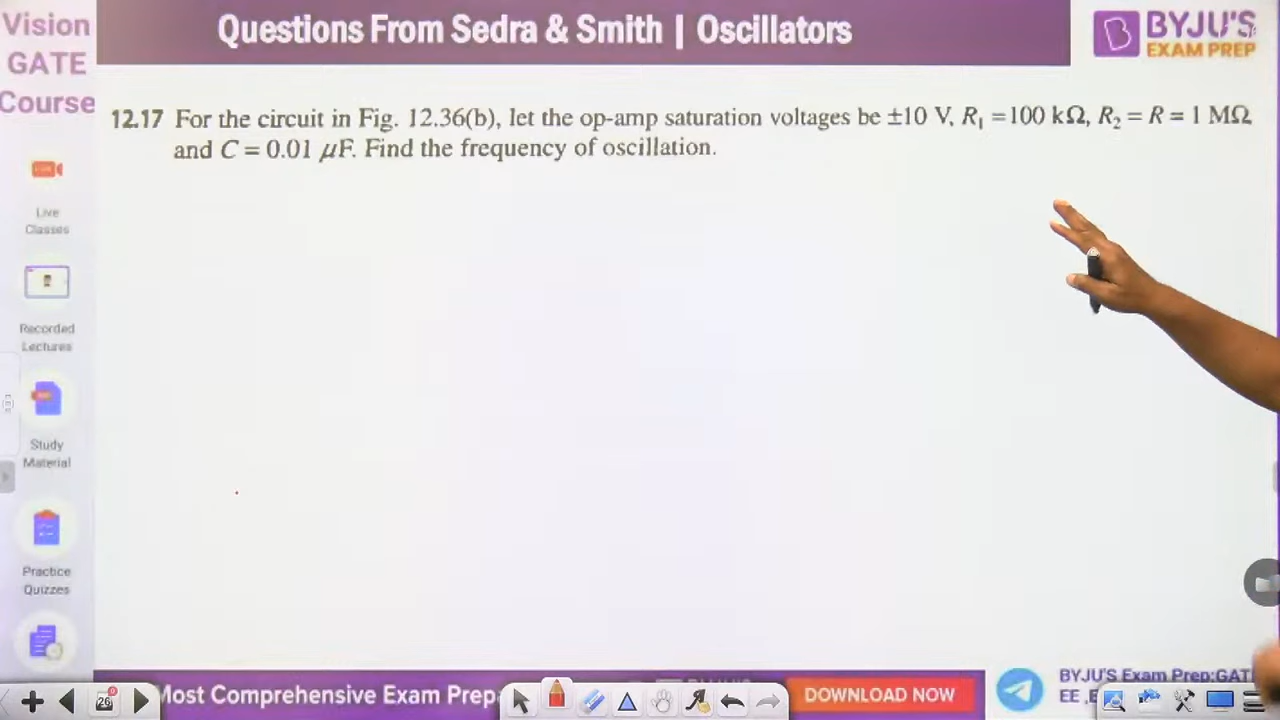 Vision
GATE
Course
Questions From Sedra & Smith | Oscillators
BYJU'S
EXAM PREP
12.17 For the circuit in Fig. 12.36(b), let the op-amp saturation voltages be ±10 V, R₁ =100 kΩ, R₂ = R = 1 MΩ,
and C = 0.01 μF. Find the frequency of oscillation.
Live
Classes
Recorded
Lectures
Study
Material
Practice
Quizzes
Most Comprehensive Exam Prep
DOWNLOAD NOW
BYJU'S Exam Prep:GAT
EE
26